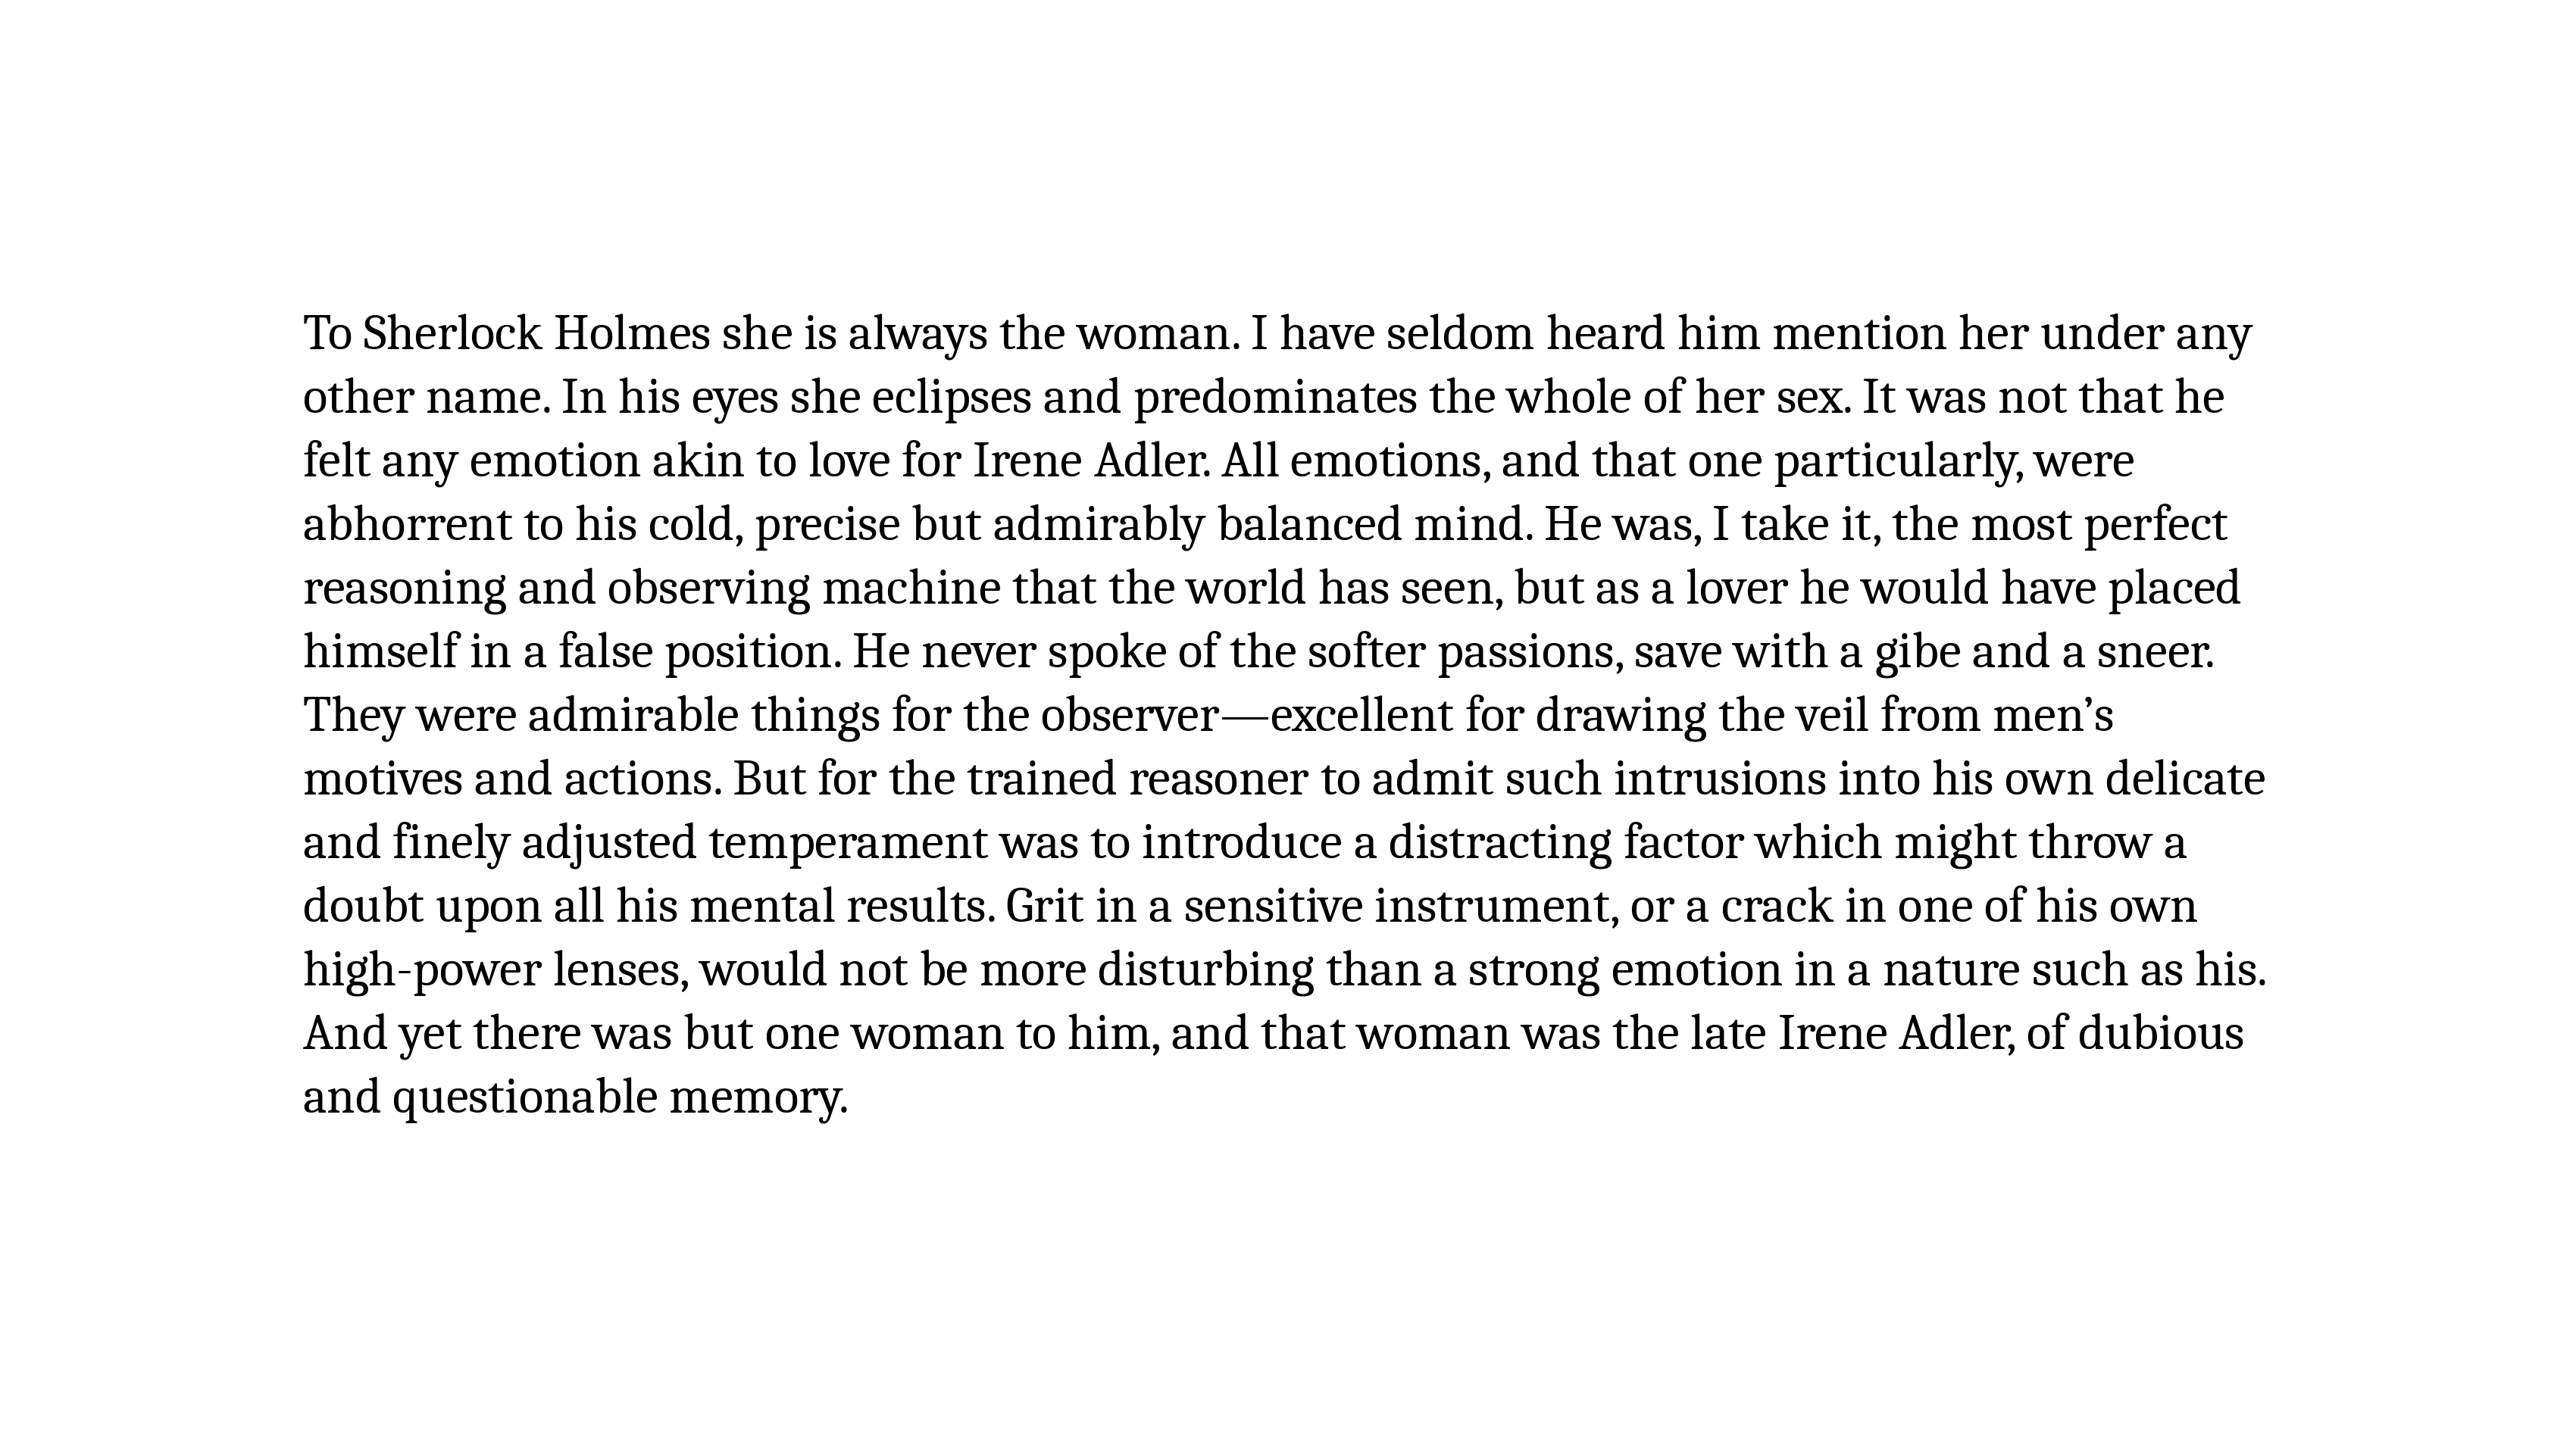 To Sherlock Holmes she is always the woman. I have seldom heard him mention her under any
other name. In his eyes she eclipses and predominates the whole of her sex. It was not that he
felt any emotion akin to love for Irene Adler. All emotions, and that one particularly, were
abhorrent to his cold, precise but admirably balanced mind. He was, I take it, the most perfect
reasoning and observing machine that the world has seen, but as a lover he would have placed
himself in a false position. He never spoke of the softer passions, save with a gibe and a sneer.
They were admirable things for the observer—excellent for drawing the veil from men’s
motives and actions. But for the trained reasoner to admit such intrusions into his own delicate
and finely adjusted temperament was to introduce a distracting factor which might throw a
doubt upon all his mental results. Grit in a sensitive instrument, or a crack in one of his own
high-power lenses, would not be more disturbing than a strong emotion in a nature such as his.
And yet there was but one woman to him, and that woman was the late Irene Adler, of dubious
and questionable memory.